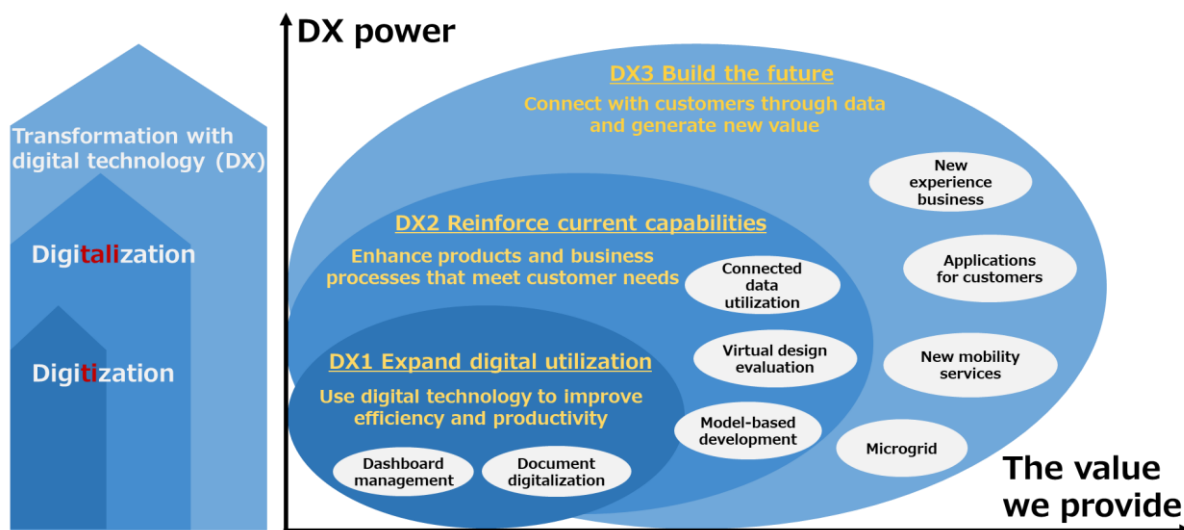 DX power
Transformation with
digital technology (DX)
Digitalization
Digitization
DX3 Build the future
Connect with customers through data
and generate new value
New
experience
business
Applications
for customers
New mobility
services
Microgrid
DX2 Reinforce current capabilities
Enhance products and business
processes that meet customer needs
Connected
data
utilization
Virtual design
evaluation
Model-based
development
DX1 Expand digital utilization
Use digital technology to improve
efficiency and productivity
Dashboard
management
Document
digitalization
The value
we provide